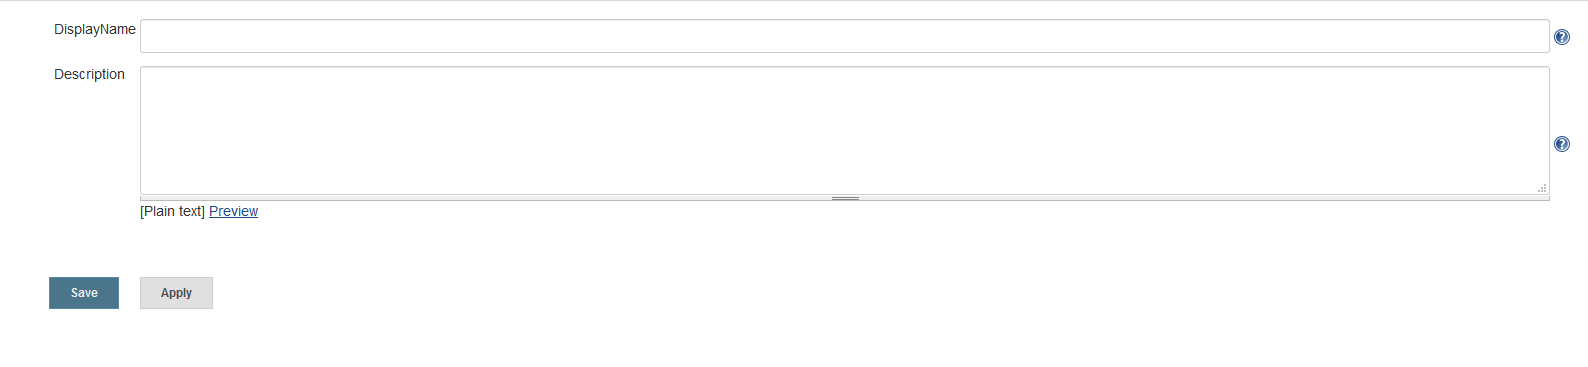 DisplayName
Description
[Plain text] Preview
Save Apply